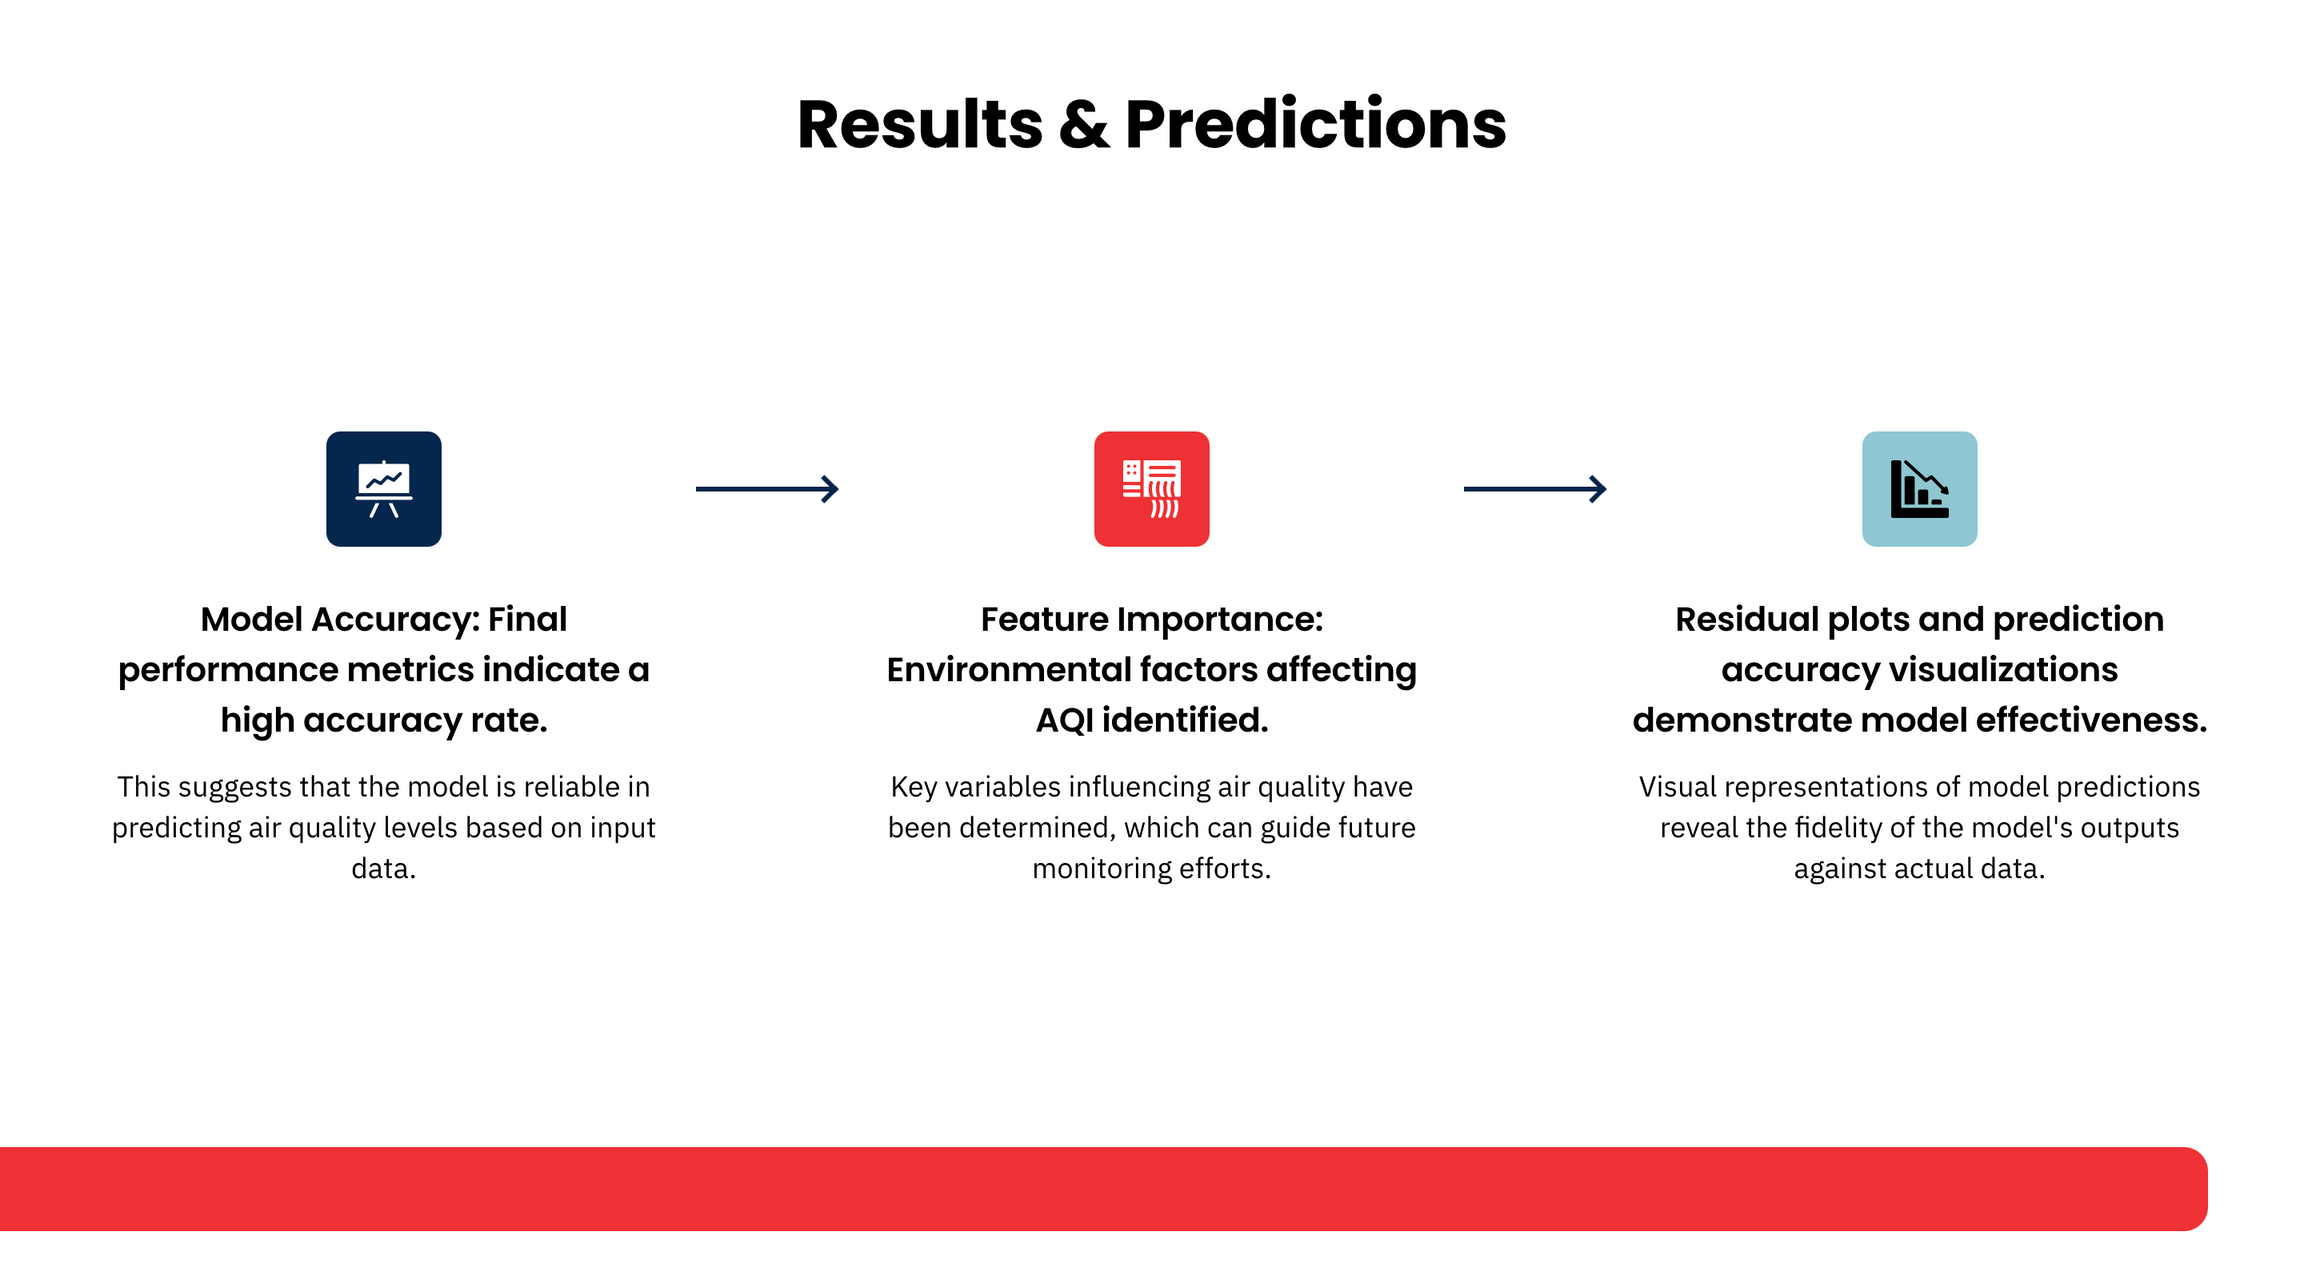 Results & Predictions
Model Accuracy: Final
performance metrics indicate a
high accuracy rate.
This suggests that the model is reliable in
predicting air quality levels based on input
data.
Feature Importance:
Environmental factors affecting
AQI identified.
Key variables influencing air quality have
been determined, which can guide future
monitoring efforts.
Residual plots and prediction
accuracy visualizations
demonstrate model effectiveness.
Visual representations of model predictions
reveal the fidelity of the model's outputs
against actual data.